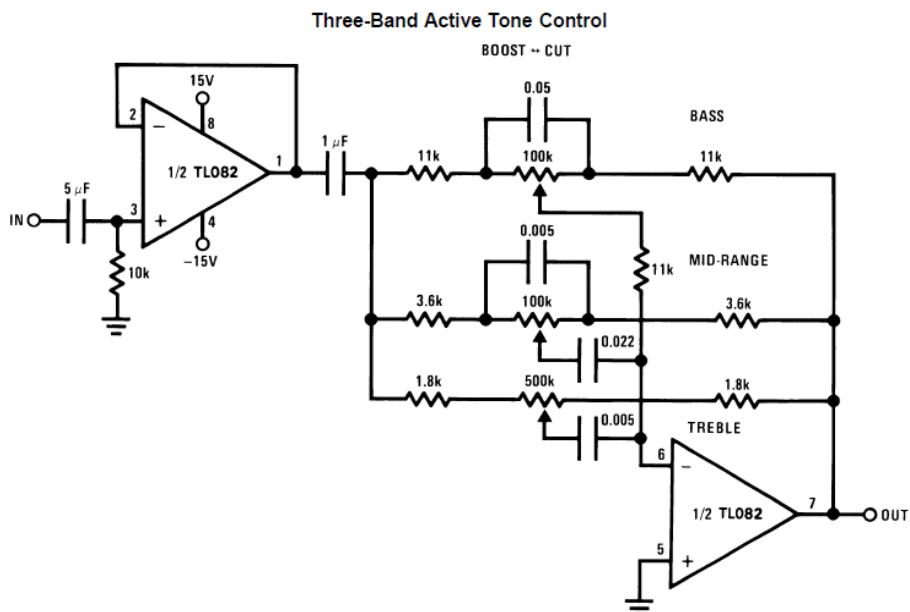 Three-Band Active Tone Control
BOOST ↔ CUT
15V
0.05
BASS
2
8
1 μF
11k
100k
11k
−
1/2 TL082
1
5 μF
IN
3
+
4
−15V
10k
0.005
11k
MID-RANGE
3.6k
100k
3.6k
0.022
1.8k
500k
1.8k
0.005
TREBLE
6
−
1/2 TL082
7
OUT
5
+